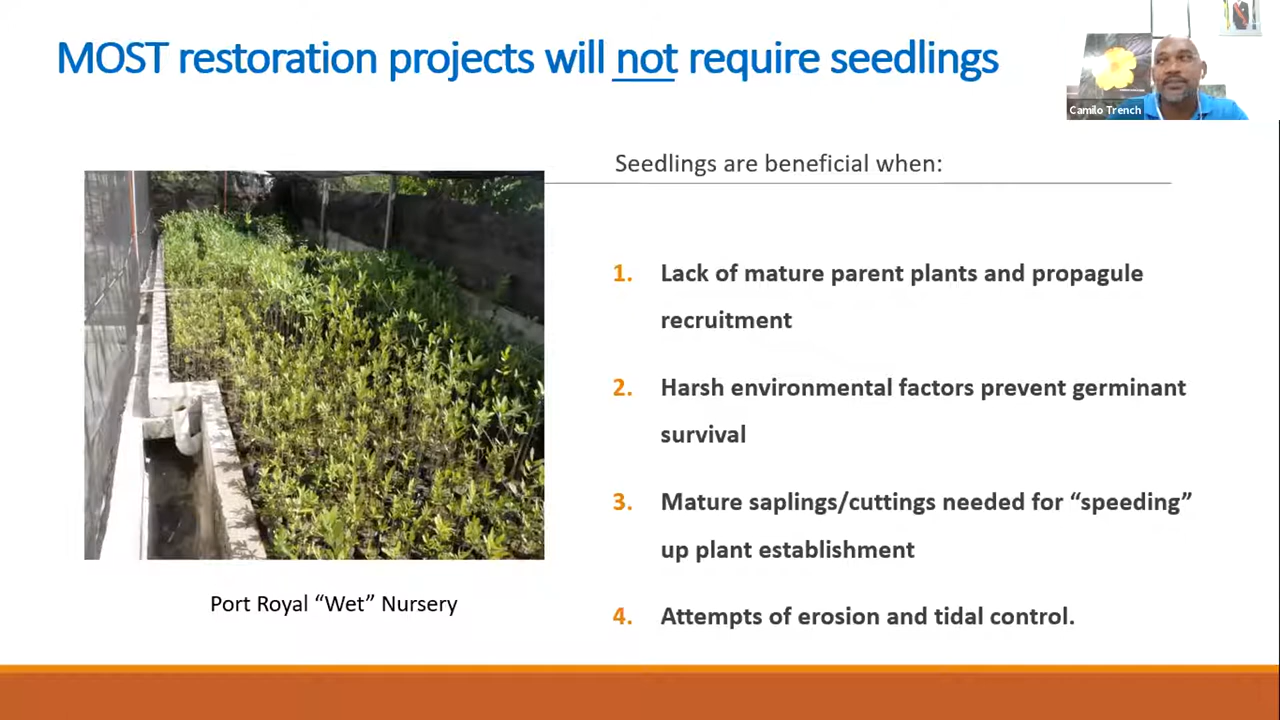 MOST restoration projects will not require seedlings
Camilo Trench
Seedlings are beneficial when:
1. Lack of mature parent plants and propagule
recruitment
2. Harsh environmental factors prevent germinant
survival
3. Mature saplings/cuttings needed for “speeding”
up plant establishment
4. Attempts of erosion and tidal control.
Port Royal “Wet” Nursery